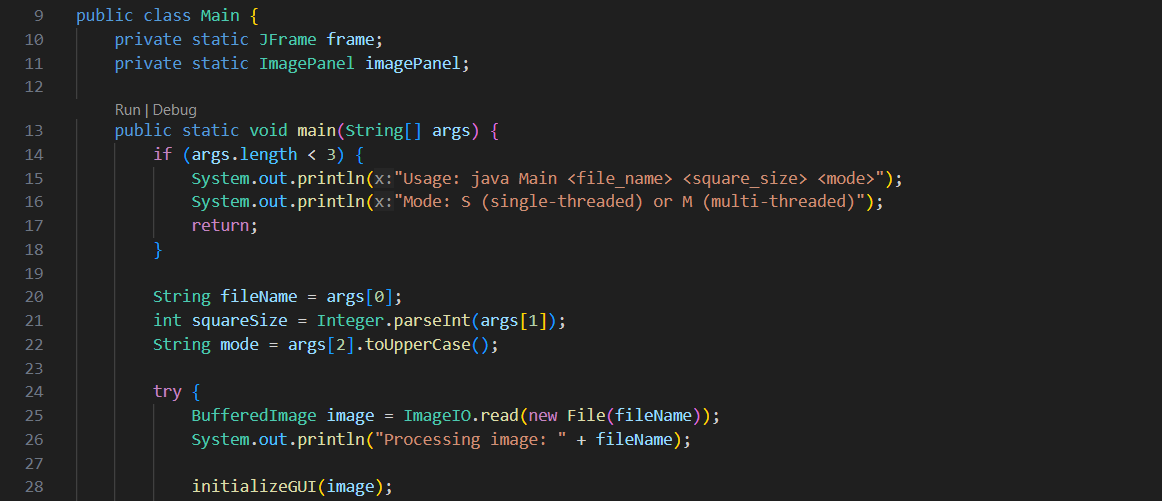 9 public class Main {
10 private static JFrame frame;
11 private static ImagePanel imagePanel;
12
Run | Debug
13 public static void main(String[] args) {
14 if (args.length < 3) {
15 System.out.println(x:"Usage: java Main <file_name> <square_size> <mode>");
16 System.out.println(x:"Mode: S (single-threaded) or M (multi-threaded)");
17 return;
18 }
19
20 String fileName = args[0];
21 int squareSize = Integer.parseInt(args[1]);
22 String mode = args[2].toUpperCase();
23
24 try {
25 BufferedImage image = ImageIO.read(new File(fileName));
26 System.out.println("Processing image: " + fileName);
27
28 initializeGUI(image);